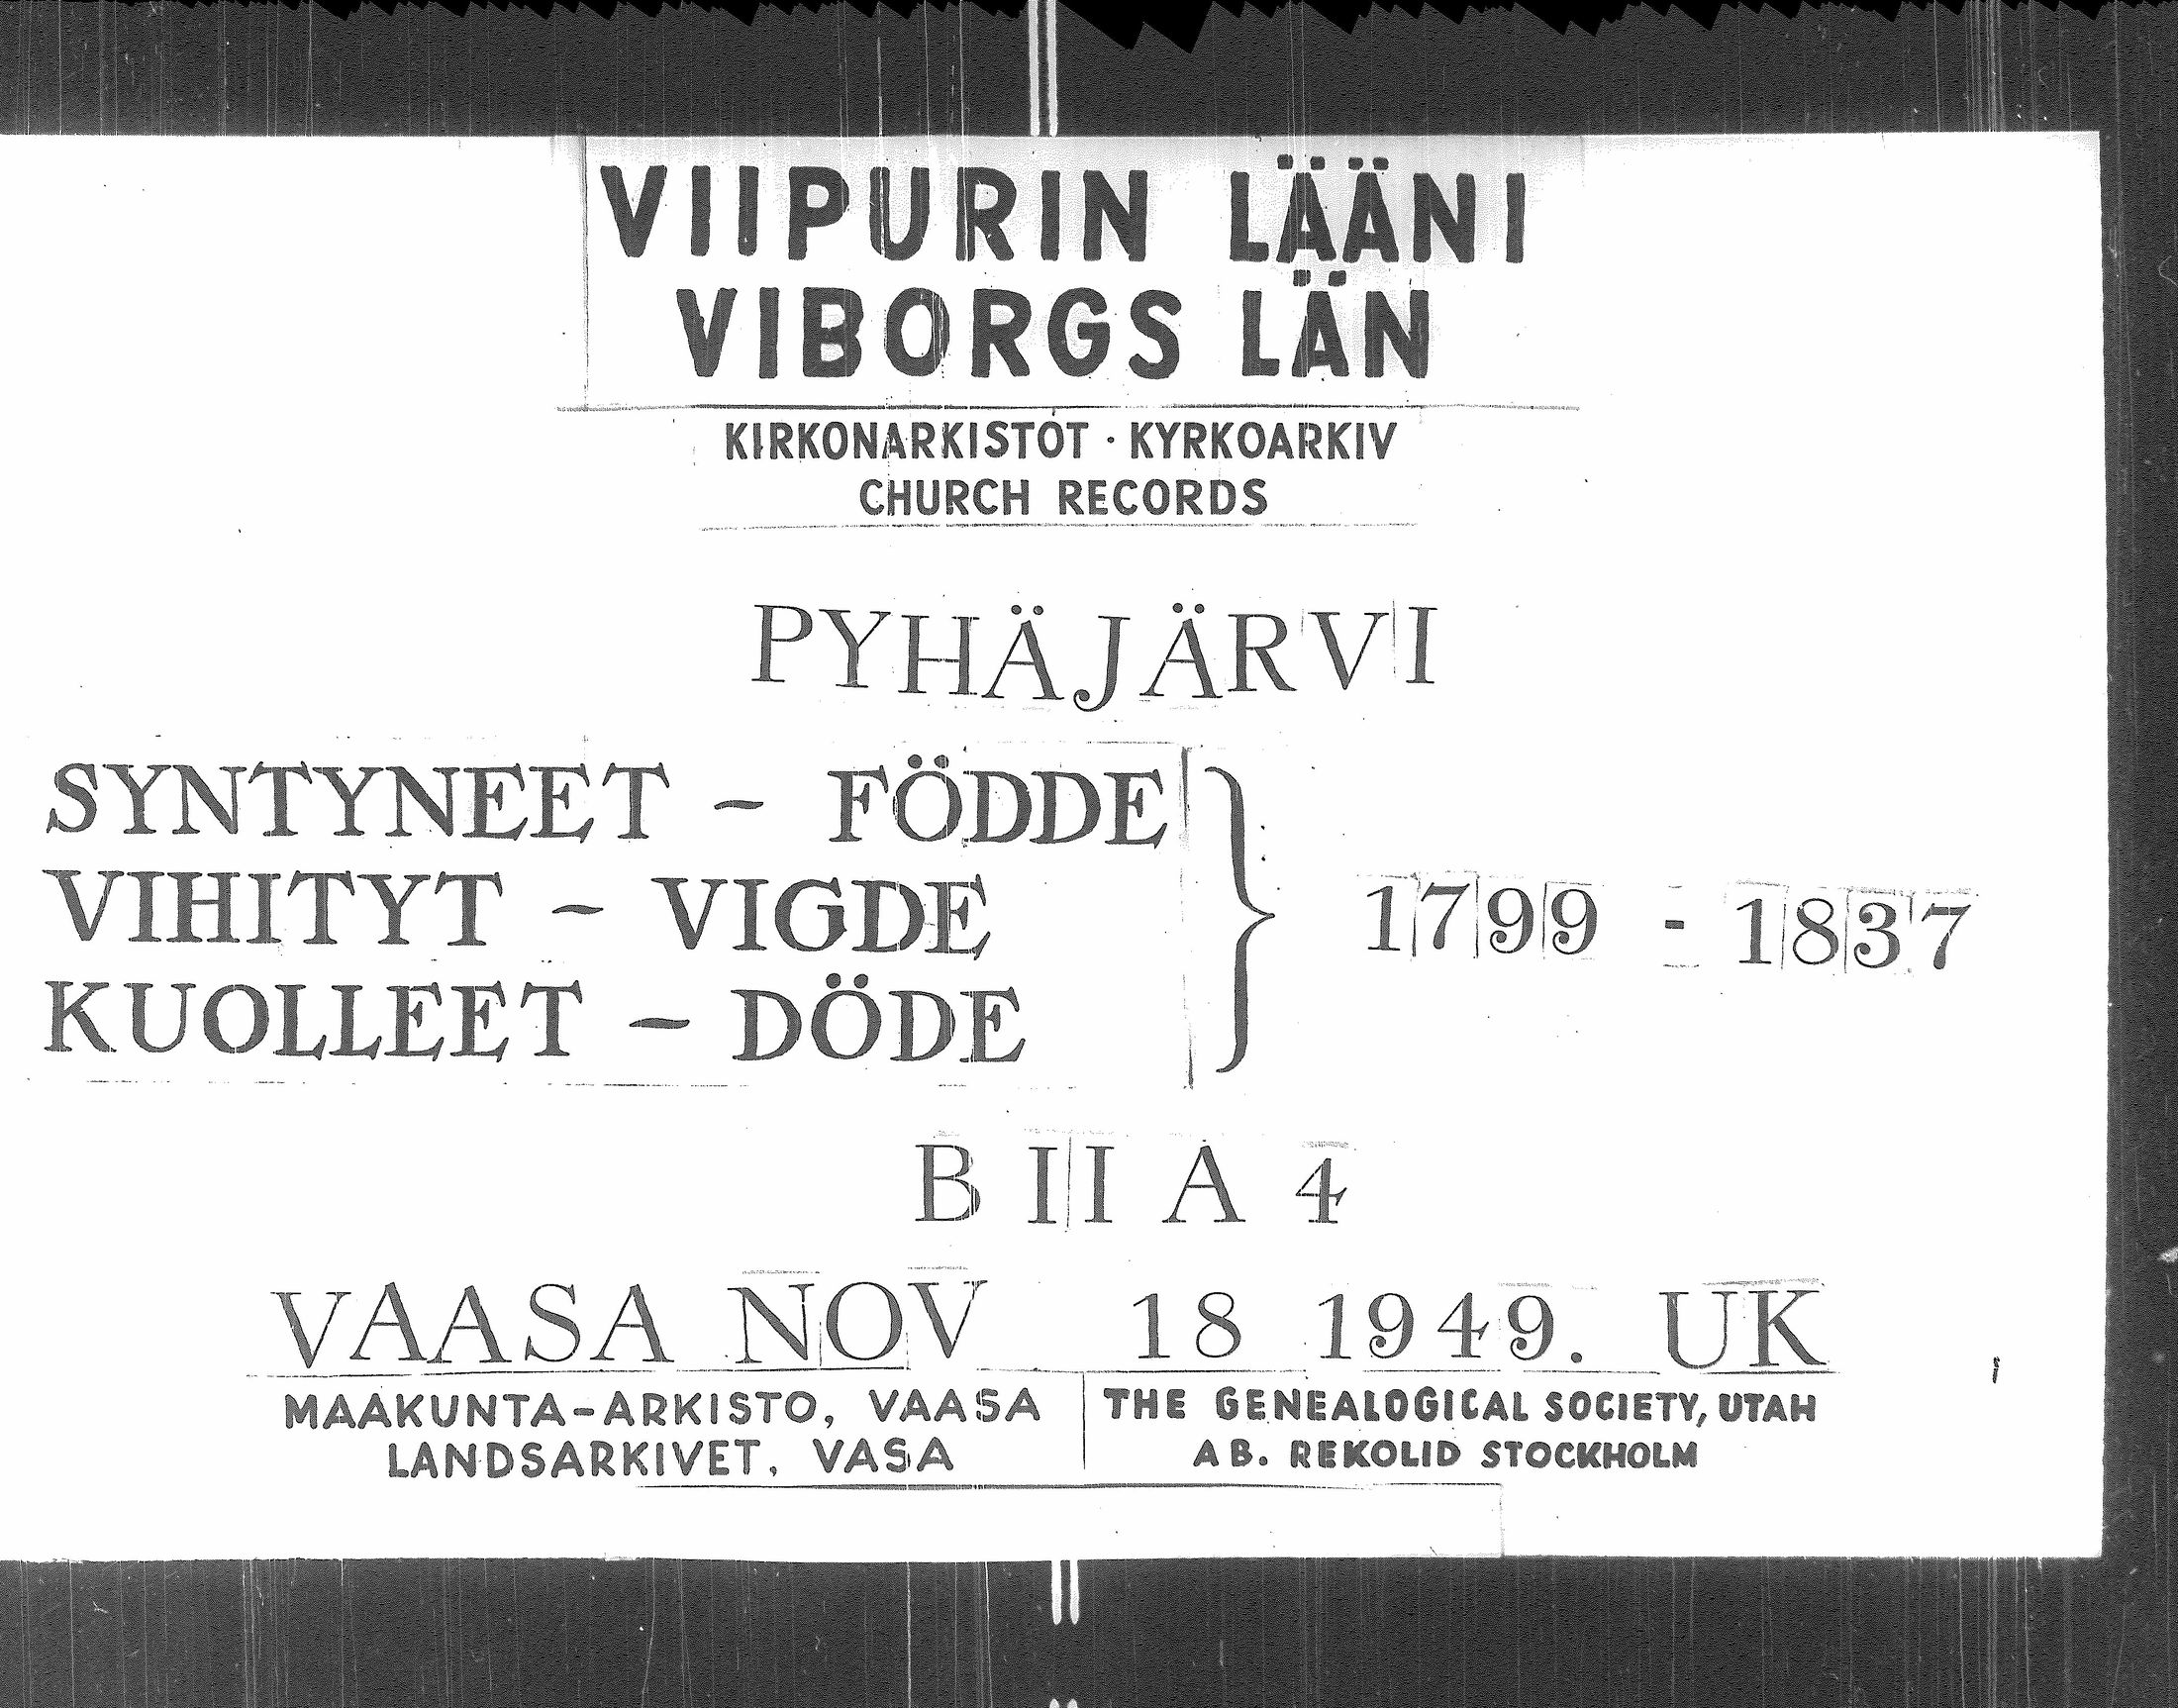 VIIPURIN LÄÄNI
VIBORGS LÄN
KIRKONARKISTOT · KYRKOARKIV
CHURCH RECORDS
PYHÄJÄRVI
SYNTYNEET - FÖDDE
VIHITYT - VIGDE
KUOLLEET - DÖDE
} 1799 - 1837
B II A 4
VAASA NOV 18 1949. UK
MAAKUNTA-ARKISTO, VAASA
LANDSARKIVET, VASA
THE GENEALOGICAL SOCIETY, UTAH
AB. REKOLID STOCKHOLM